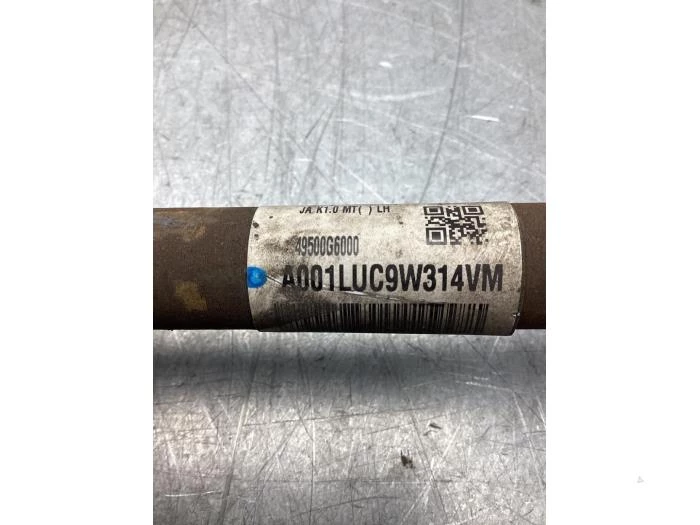 JA K1.0 MT( ) LH
49500G6000
A001LUC9W314VM